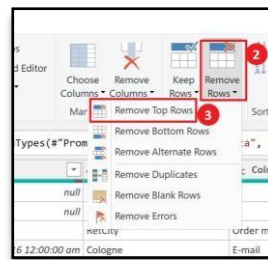 d Editor
Choose Columns
Remove Columns
Keep Rows
Remove Rows
2
Mar
Sort
Remove Top Rows
3
Types(#"Prom
a",
Remove Bottom Rows
Remove Alternate Rows
Colu
null
Remove Duplicates
null
Remove Blank Rows
Remove Errors
RetCity
Order m
16 12:00:00 am
Cologne
E-mail